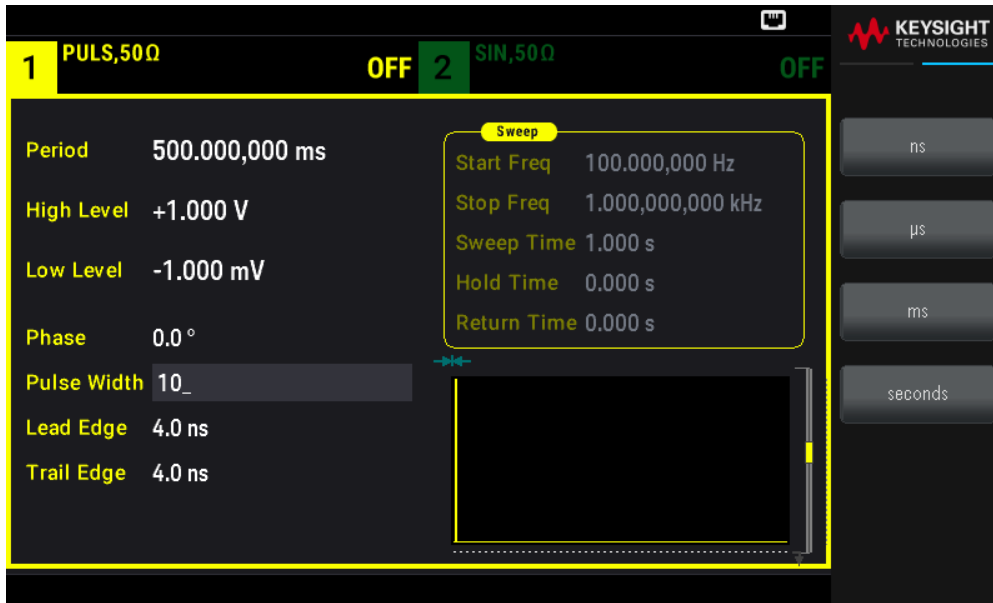 KEYSIGHT
TECHNOLOGIES
1 PULS,50Ω OFF
2 SIN,50Ω OFF
Period 500.000,000 ms
High Level +1.000 V
Low Level -1.000 mV
Phase 0.0 °
Pulse Width 10_
Lead Edge 4.0 ns
Trail Edge 4.0 ns
Sweep
Start Freq 100.000,000 Hz
Stop Freq 1.000,000,000 kHz
Sweep Time 1.000 s
Hold Time 0.000 s
Return Time 0.000 s
ns
µs
ms
seconds